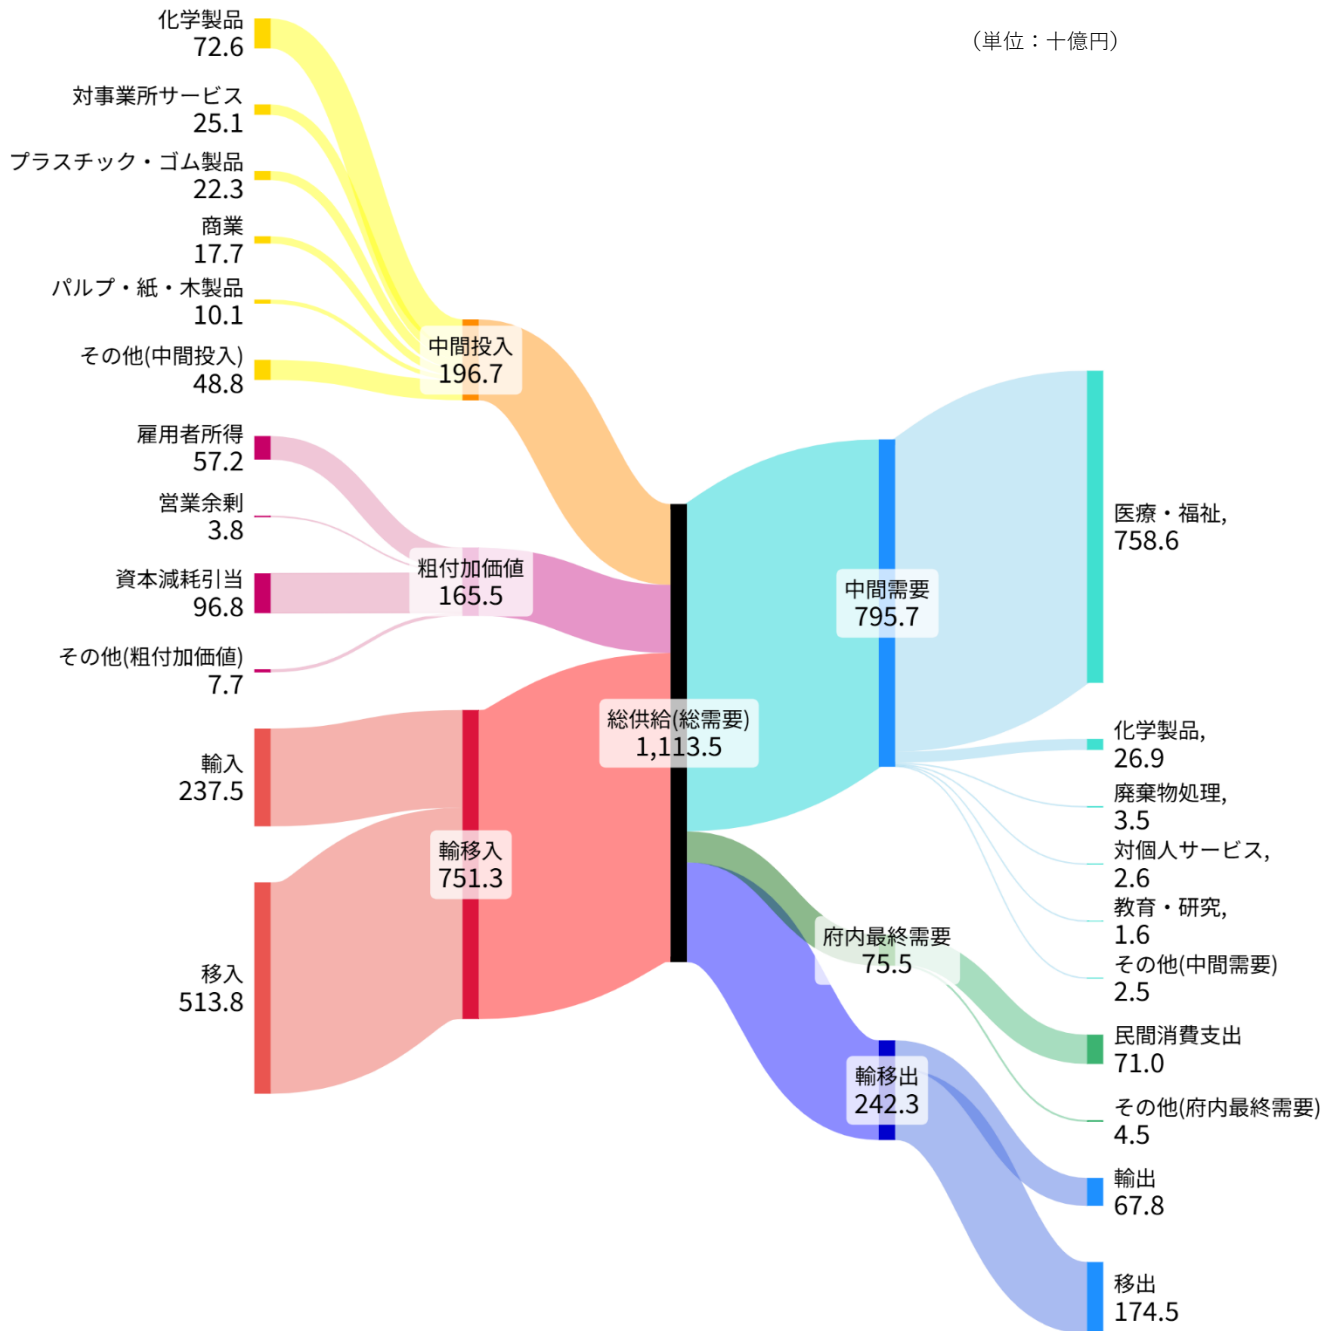 （単位：十億円）
化学製品
72.6
対事業所サービス
25.1
プラスチック・ゴム製品
22.3
商業
17.7
パルプ・紙・木製品
10.1
その他(中間投入)
48.8
雇用者所得
57.2
営業余剰
3.8
資本減耗引当
96.8
その他(粗付加価値)
7.7
輸入
237.5
移入
513.8
中間投入
196.7
粗付加価値
165.5
輸移入
751.3
総供給(総需要)
1,113.5
中間需要
795.7
府内最終需要
75.5
輸移出
242.3
医療・福祉,
758.6
化学製品,
26.9
廃棄物処理,
3.5
対個人サービス,
2.6
教育・研究,
1.6
その他(中間需要)
2.5
民間消費支出
71.0
その他(府内最終需要)
4.5
輸出
67.8
移出
174.5